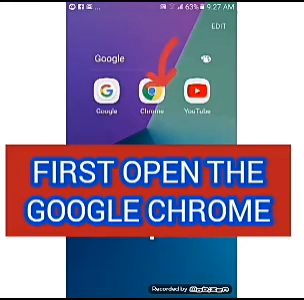 63% 9:27 AM
EDIT
Google
Google Chrome YouTube
FIRST OPEN THE
GOOGLE CHROME
Recorded by